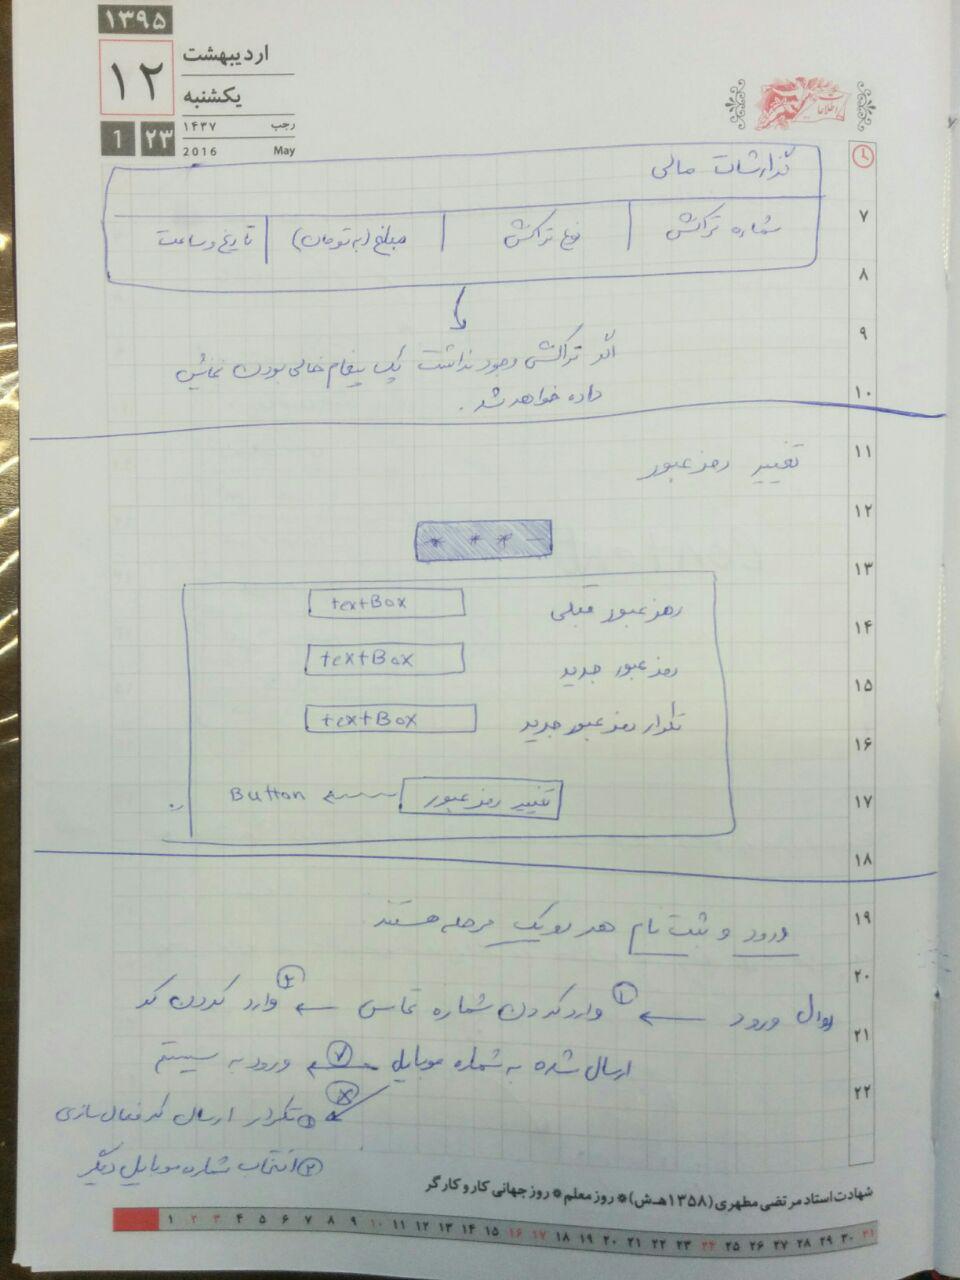 ۱۳۹۵
۱۲
اردیبهشت
یکشنبه
رجب ۱۴۳۷
May 2016
1 ۲۳
اطلاعات
گزارشات مالی
شماره تراکنش | نوع تراکنش | مبلغ (به تومان) | تاریخ و ساعت
اگر تراکنشی وجود نداشت یک پیغام خالی بودن نمایش
داده خواهد شد.
تغییر رمز عبور
* * * –
رمز عبور قبلی textBox
رمز عبور جدید textBox
تکرار رمز عبور جدید textBox
تغییر رمز عبور ← Button
ورود و ثبت نام هر دو یک مرحله هستند
روال ورود ← ① وارد کردن شماره تماس ← ② وارد کردن کد
ارسال شده به شماره موبایل ← ✓ ورود به سیستم
✗ ① تکرار ارسال کد فعال سازی
② انتخاب شماره موبایل دیگر
۷
۸
۹
۱۰
۱۱
۱۲
۱۳
۱۴
۱۵
۱۶
۱۷
۱۸
۱۹
۲۰
۲۱
۲۲
شهادت استاد مرتضی مطهری (۱۳۵۸هـ.ش) * روز معلم * روز جهانی کار و کارگر
۱ ۲ ۳ ۴ ۵ ۶ ۷ ۸ ۹ ۱۰ ۱۱ ۱۲ ۱۳ ۱۴ ۱۵ ۱۶ ۱۷ ۱۸ ۱۹ ۲۰ ۲۱ ۲۲ ۲۳ ۲۴ ۲۵ ۲۶ ۲۷ ۲۸ ۲۹ ۳۰ ۳۱